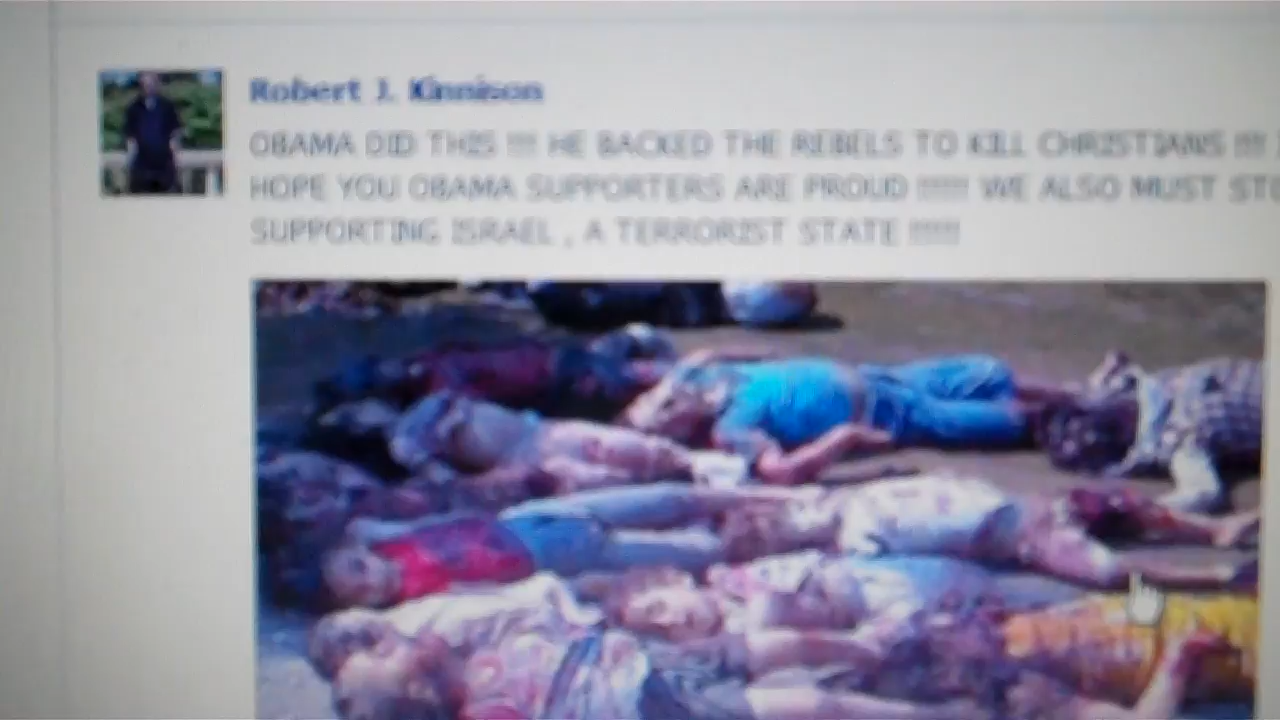 Robert J. Kinnison
OBAMA DID THIS !!! HE BACKED THE REBELS TO KILL CHRISTIANS !!!
HOPE YOU OBAMA SUPPORTERS ARE PROUD !!!!! WE ALSO MUST
SUPPORTING ISRAEL , A TERRORIST STATE !!!!!